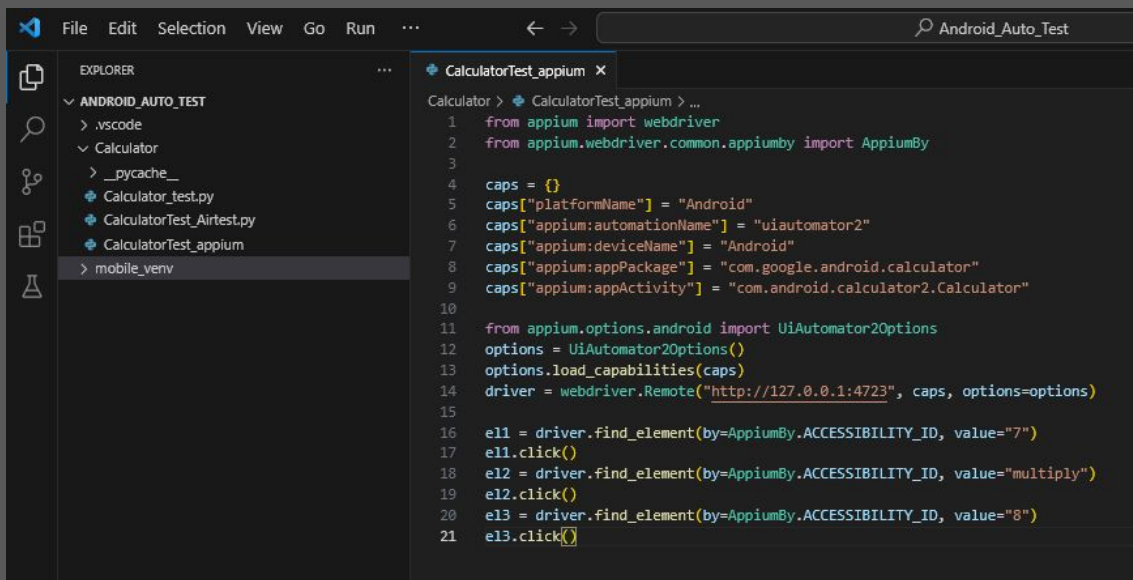 File Edit Selection View Go Run ... ← → Android_Auto_Test
EXPLORER ...
ANDROID_AUTO_TEST
> .vscode
Calculator
> __pycache__
Calculator_test.py
CalculatorTest_Airtest.py
CalculatorTest_appium
> mobile_venv
CalculatorTest_appium ×
Calculator > CalculatorTest_appium > ...
1 from appium import webdriver
2 from appium.webdriver.common.appiumby import AppiumBy
3
4 caps = {}
5 caps["platformName"] = "Android"
6 caps["appium:automationName"] = "uiautomator2"
7 caps["appium:deviceName"] = "Android"
8 caps["appium:appPackage"] = "com.google.android.calculator"
9 caps["appium:appActivity"] = "com.android.calculator2.Calculator"
10
11 from appium.options.android import UiAutomator2Options
12 options = UiAutomator2Options()
13 options.load_capabilities(caps)
14 driver = webdriver.Remote("http://127.0.0.1:4723", caps, options=options)
15
16 el1 = driver.find_element(by=AppiumBy.ACCESSIBILITY_ID, value="7")
17 el1.click()
18 el2 = driver.find_element(by=AppiumBy.ACCESSIBILITY_ID, value="multiply")
19 el2.click()
20 el3 = driver.find_element(by=AppiumBy.ACCESSIBILITY_ID, value="8")
21 el3.click()